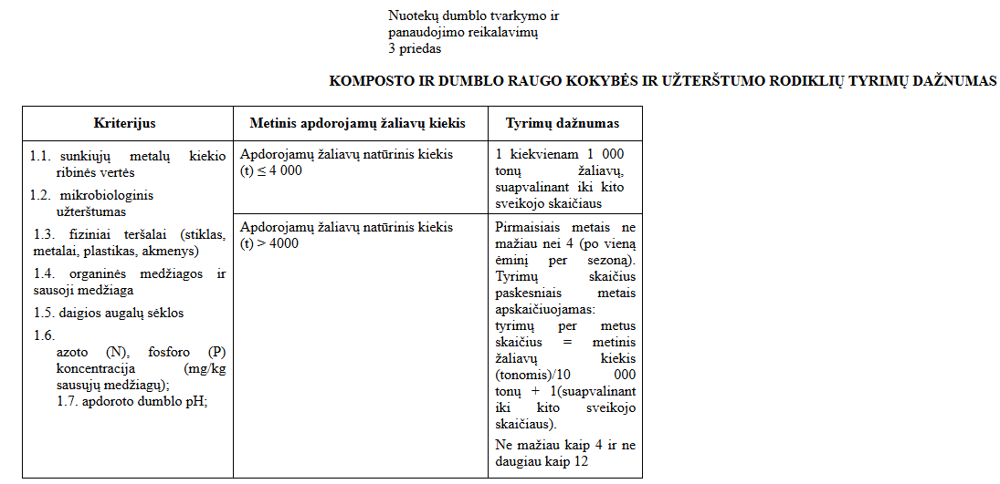 Nuotekų dumblo tvarkymo ir
panaudojimo reikalavimų
3 priedas
KOMPOSTO IR DUMBLO RAUGO KOKYBĖS IR UŽTERŠTUMO RODIKLIŲ TYRIMŲ DAŽNUMAS
Kriterijus
Metinis apdorojamų žaliavų kiekis
Tyrimų dažnumas
1.1. sunkiųjų metalų kiekio
ribinės vertės
1.2. mikrobiologinis
užterštumas
1.3. fiziniai teršalai (stiklas,
metalai, plastikas, akmenys)
1.4. organinės medžiagos ir
sausoji medžiaga
1.5. daigios augalų sėklos
1.6.
azoto (N), fosforo (P)
koncentracija (mg/kg
sausųjų medžiagų);
1.7. apdoroto dumblo pH;
Apdorojamų žaliavų natūrinis kiekis
(t) ≤ 4 000
1 kiekvienam 1 000
tonų žaliavų,
suapvalinant iki kito
sveikojo skaičiaus
Apdorojamų žaliavų natūrinis kiekis
(t) > 4000
Pirmaisiais metais ne
mažiau nei 4 (po vieną
ėminį per sezoną).
Tyrimų skaičius
paskesniais metais
apskaičiuojamas:
tyrimų per metus
skaičius = metinis
žaliavų kiekis
(tonomis)/10 000
tonų + 1(suapvalinant
iki kito sveikojo
skaičiaus).
Ne mažiau kaip 4 ir ne
daugiau kaip 12